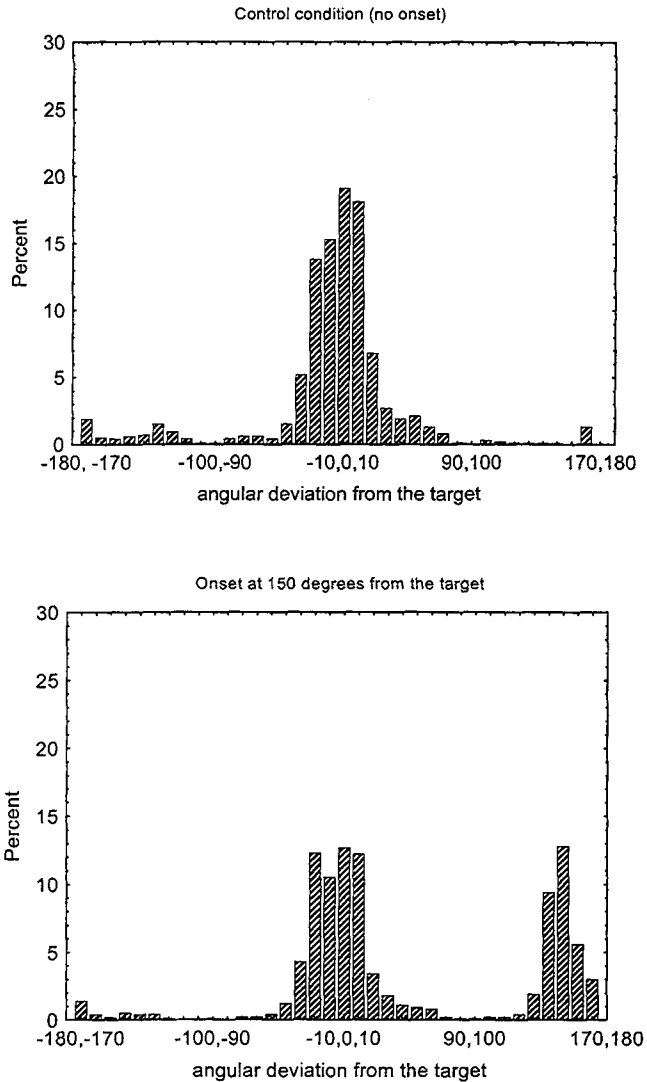 Control condition (no onset)
30
25
20
15
10
5
0
Percent
-180,-170 -100,-90 -10,0,10 90,100 170,180
angular deviation from the target
Onset at 150 degrees from the target
30
25
20
15
10
5
0
Percent
-180,-170 -100,-90 -10,0,10 90,100 170,180
angular deviation from the target